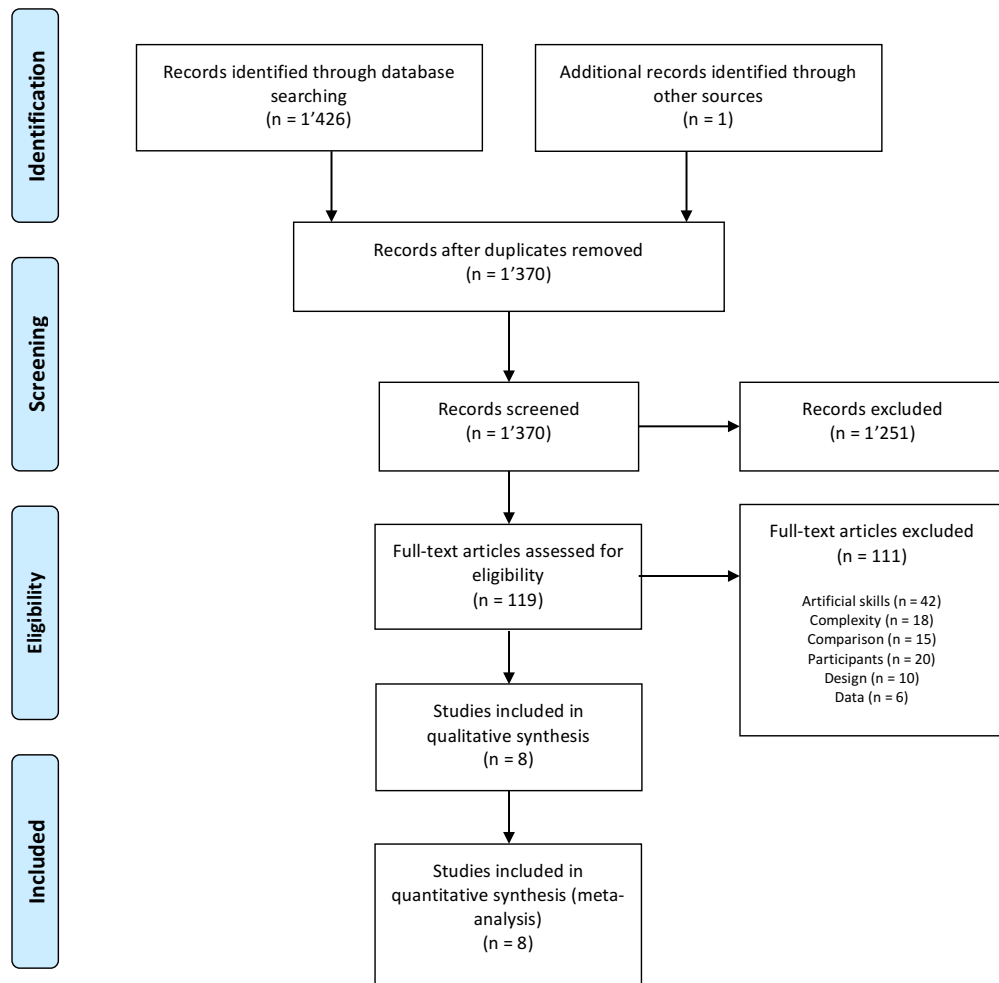 Identification
Records identified through database
searching
(n = 1’426)
Additional records identified through
other sources
(n = 1)
Records after duplicates removed
(n = 1’370)
Screening
Records screened
(n = 1’370)
Records excluded
(n = 1’251)
Eligibility
Full-text articles assessed for
eligibility
(n = 119)
Full-text articles excluded
(n = 111)
Artificial skills (n = 42)
Complexity (n = 18)
Comparison (n = 15)
Participants (n = 20)
Design (n = 10)
Data (n = 6)
Studies included in
qualitative synthesis
(n = 8)
Included
Studies included in
quantitative synthesis (meta-
analysis)
(n = 8)